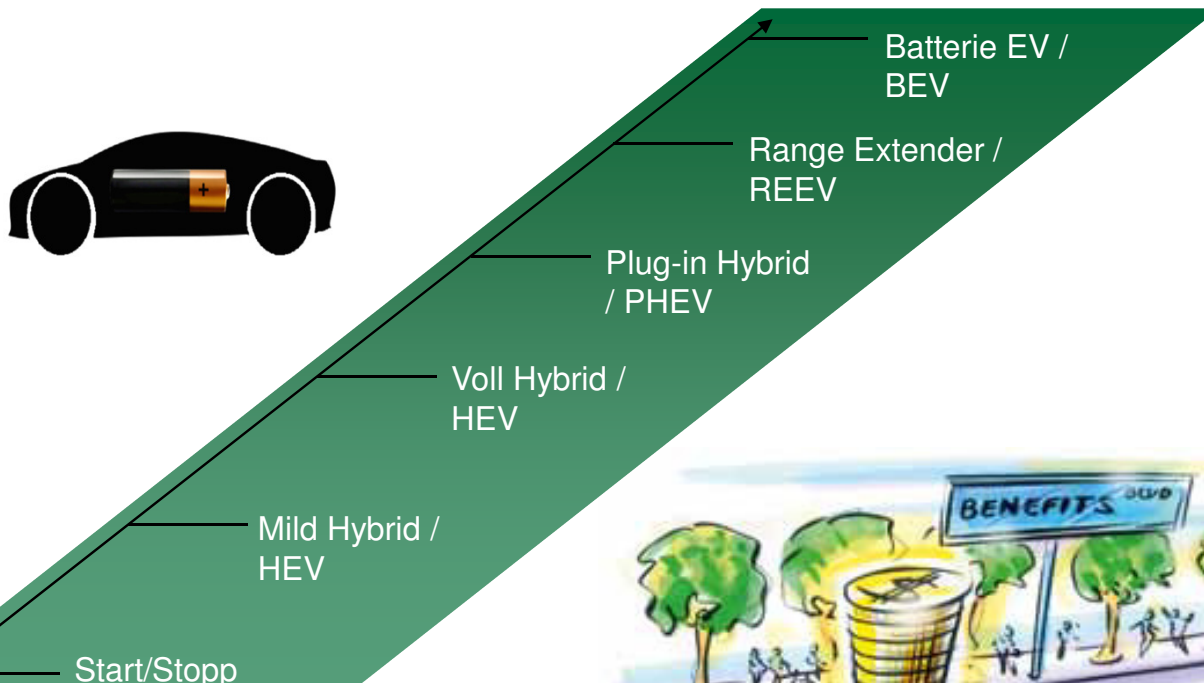 Batterie EV /
BEV
Range Extender /
REEV
+
Plug-in Hybrid
/ PHEV
Voll Hybrid /
HEV
BENEFITS BLVD
Mild Hybrid /
HEV
Start/Stopp